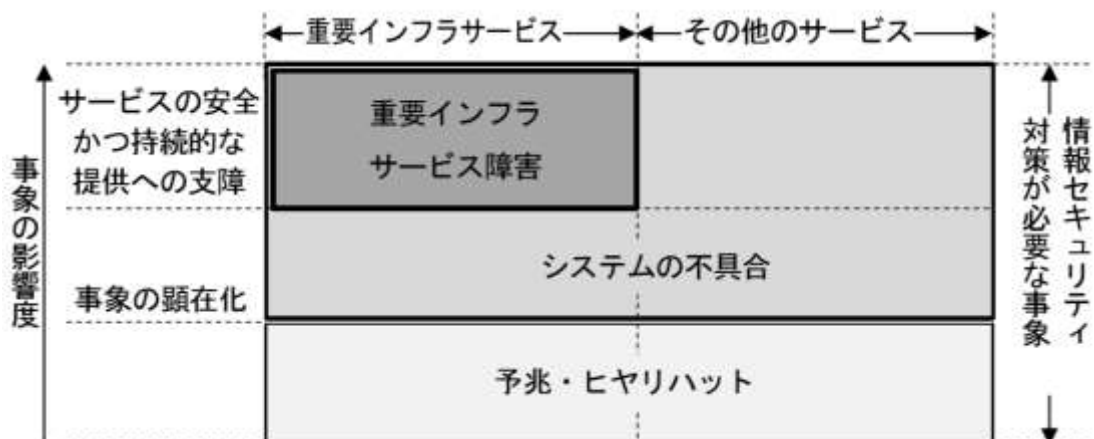 重要インフラサービス
その他のサービス
サービスの安全
かつ持続的な
提供への支障
重要インフラ
サービス障害
事象の影響度
システムの不具合
事象の顕在化
予兆・ヒヤリハット
情報セキュリティ
対策が必要な事象